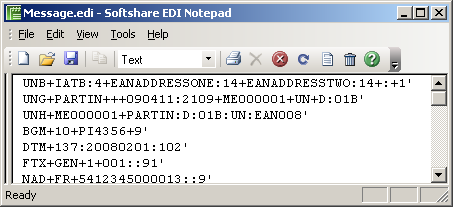 Message.edi - Softshare EDI Notepad
File Edit View Tools Help
Text
UNB+IATB:4+EANADDRESSONE:14+EANADDRESSTWO:14+:+1'
UNG+PARTIN+++090411:2109+ME000001+UN+D:01B'
UNH+ME000001+PARTIN:D:01B:UN:EAN008'
BGM+10+PI4356+9'
DTM+137:20080201:102'
FTX+GEN+1+001::91'
NAD+FR+5412345000013::9'
Ready